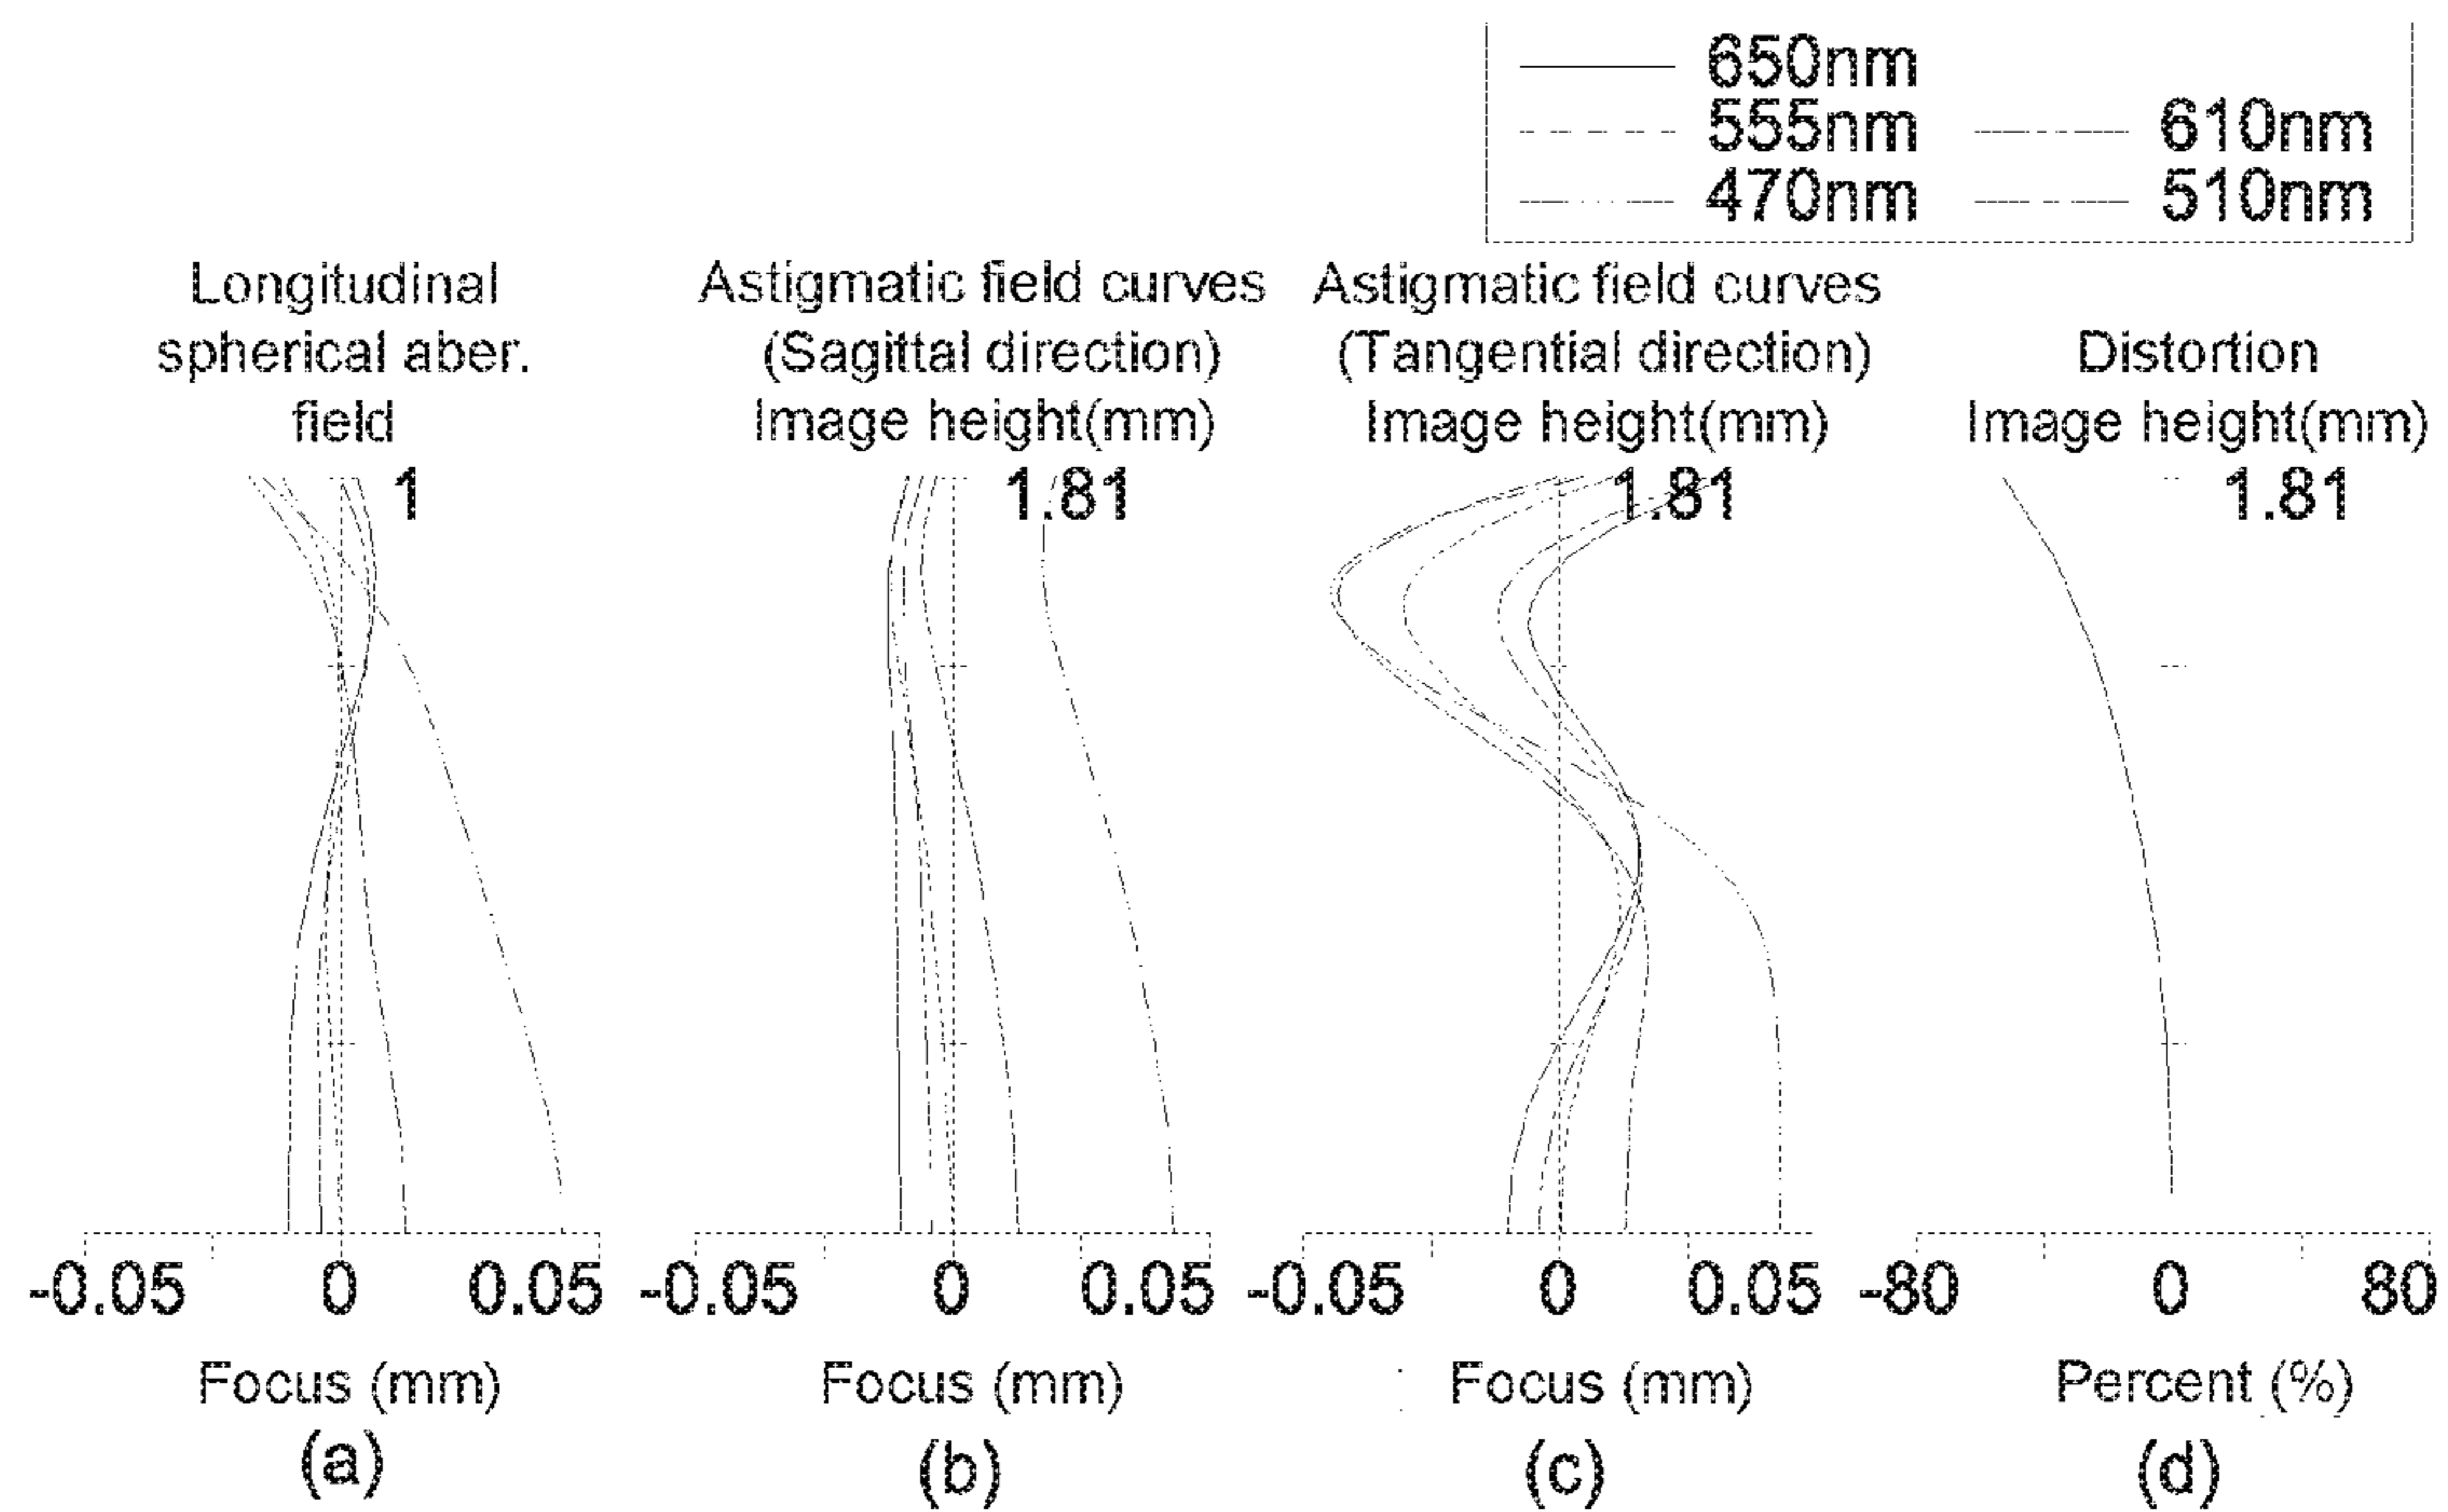 650nm
555nm 610nm
470nm 510nm
Longitudinal
spherical aber.
field
1
Astigmatic field curves
(Sagittal direction)
Image height(mm)
1.81
Astigmatic field curves
(Tangential direction)
Image height(mm)
1.81
Distortion
Image height(mm)
1.81
-0.05 0 0.05
Focus (mm)
(a)
-0.05 0 0.05
Focus (mm)
(b)
-0.05 0 0.05
Focus (mm)
(c)
-80 0 80
Percent (%)
(d)